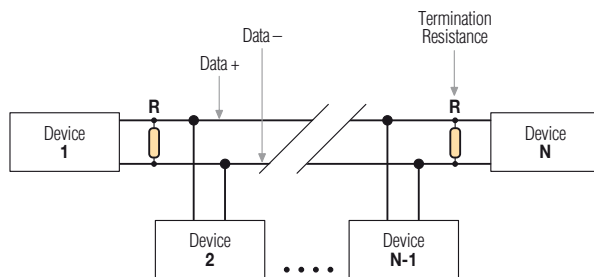 Termination
Resistance
Data –
Data +
R
R
Device
1
Device
N
Device
2
Device
N-1